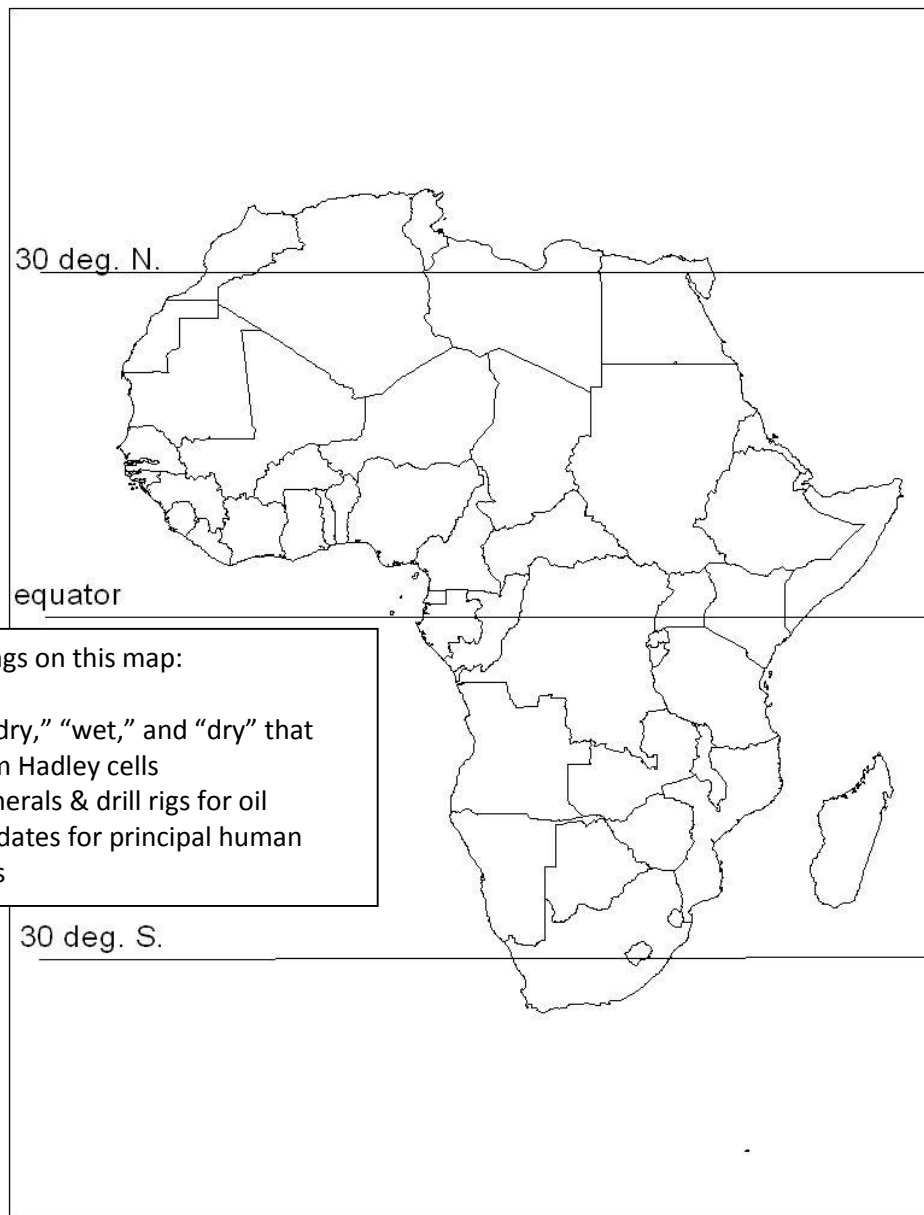 30 deg. N.
equator
ngs on this map:
dry,” “wet,” and “dry” that
m Hadley cells
nerals & drill rigs for oil
dates for principal human
s
30 deg. S.